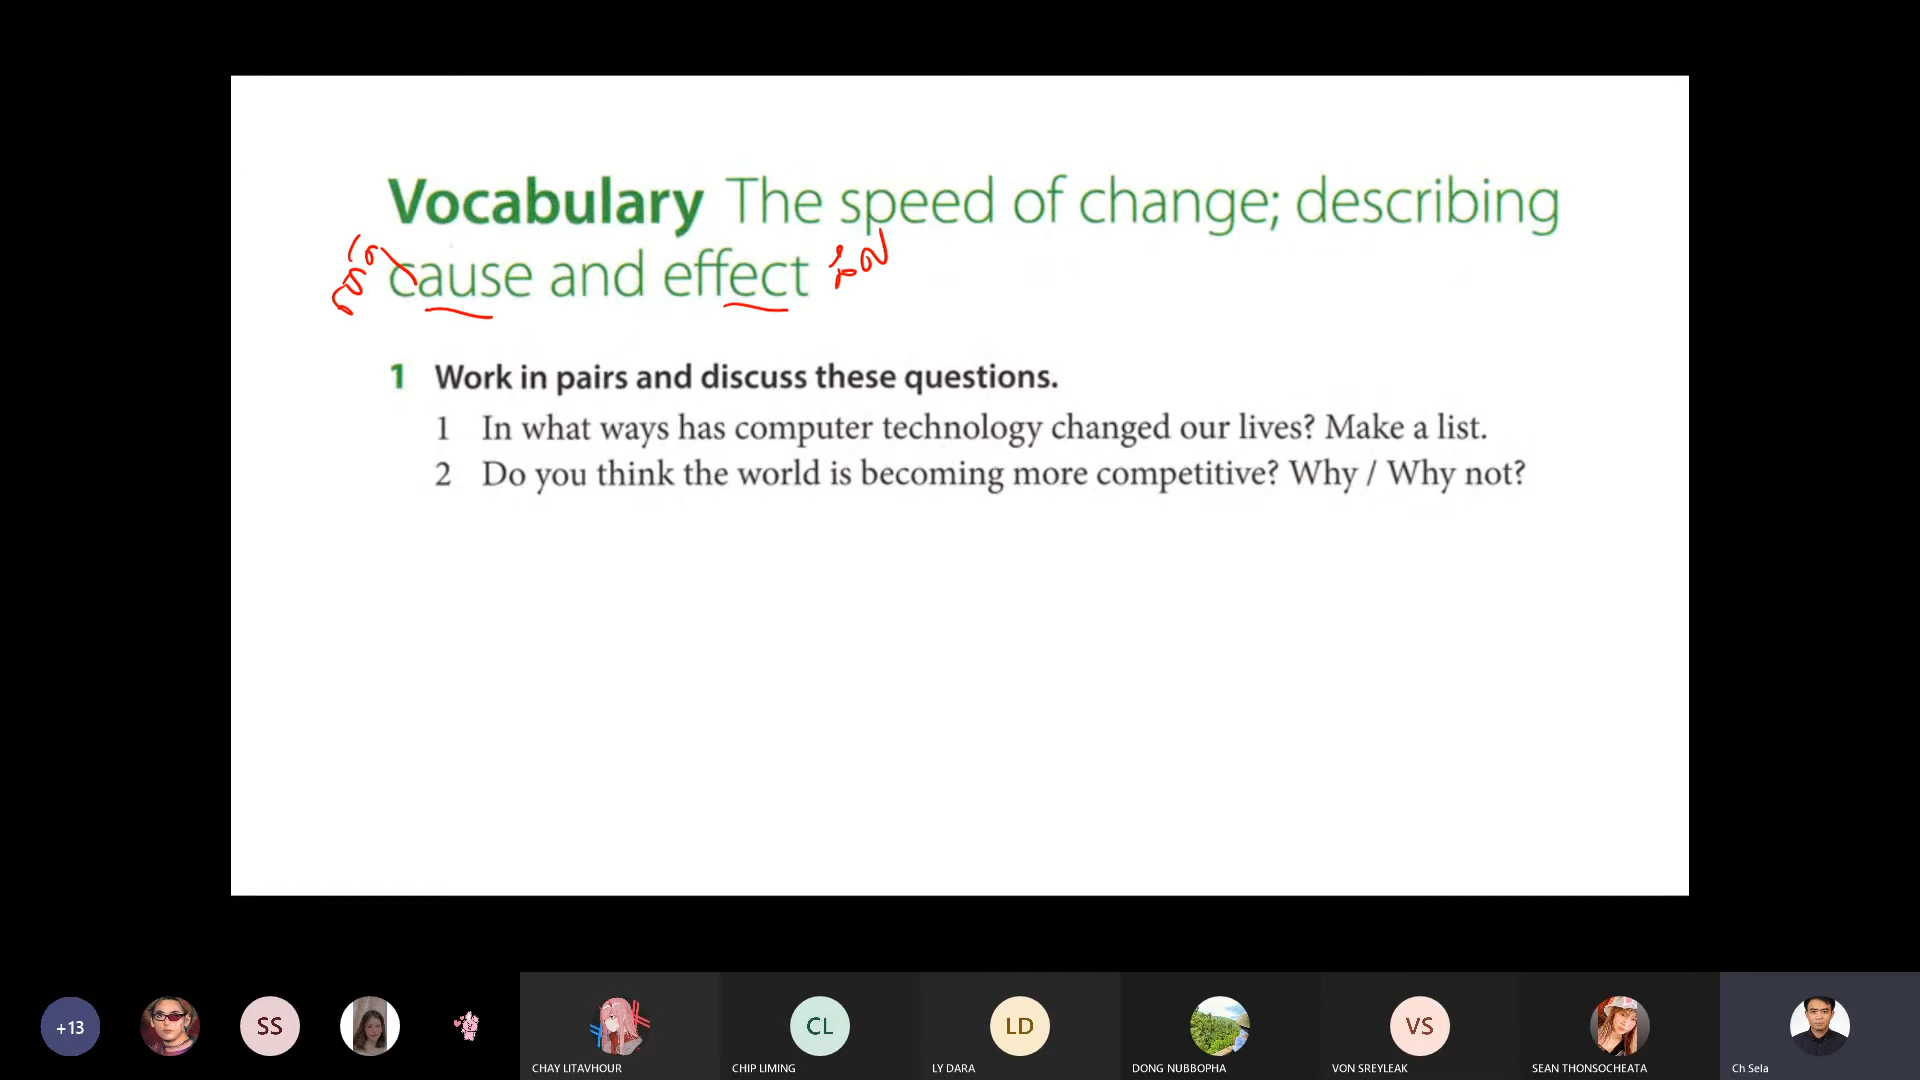 Vocabulary The speed of change; describing
cause and effect
1 Work in pairs and discuss these questions.
1 In what ways has computer technology changed our lives? Make a list.
2 Do you think the world is becoming more competitive? Why / Why not?
+13
SS
CL
LD
VS
CHAY LITAVHOUR
CHIP LIMING
LY DARA
DONG NUBBOPHA
VON SREYLEAK
SEAN THONSOCHEATA
Ch Sela